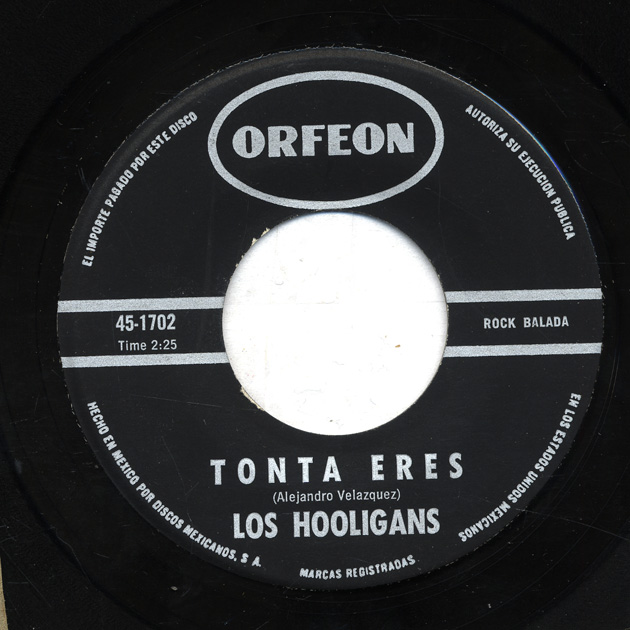 ORFEON
EL IMPORTE PAGADO POR ESTE DISCO
AUTORIZA SU EJECUCION PUBLICA
45-1702
Time 2:25
ROCK BALADA
TONTA ERES
(Alejandro Velazquez)
LOS HOOLIGANS
HECHO EN MEXICO POR DISCOS MEXICANOS, S A.
MARCAS REGISTRADAS
EN LOS ESTADOS UNIDOS MEXICANOS